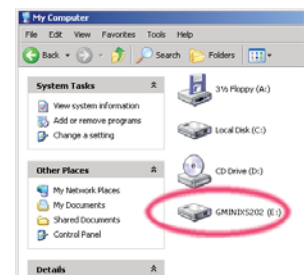 My Computer
File Edit View Favorites Tools Help
Back Search Folders
System Tasks
View system information
Add or remove programs
Change a setting
Other Places
My Network Places
My Documents
Shared Documents
Control Panel
Details
3½ Floppy (A:)
Local Disk (C:)
CD Drive (D:)
GMINIXS202 (E:)